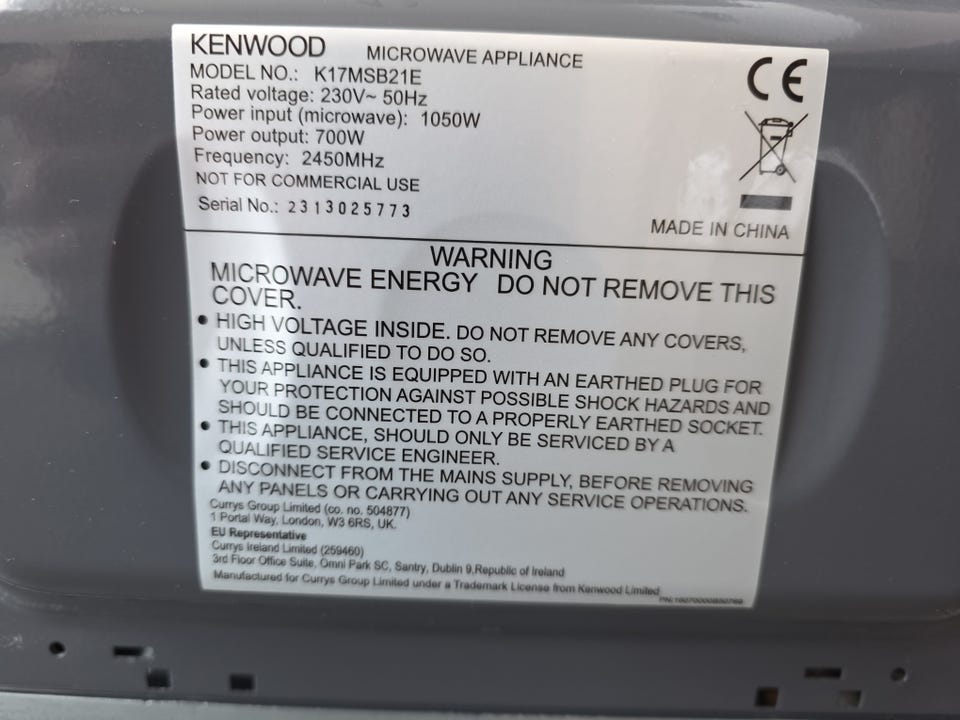 KENWOOD MICROWAVE APPLIANCE
MODEL NO.: K17MSB21E
Rated voltage: 230V~ 50Hz
Power input (microwave): 1050W
Power output: 700W
Frequency: 2450MHz
NOT FOR COMMERCIAL USE
Serial No.: 2313025773
CE
MADE IN CHINA
WARNING
MICROWAVE ENERGY DO NOT REMOVE THIS
COVER.
• HIGH VOLTAGE INSIDE. DO NOT REMOVE ANY COVERS,
UNLESS QUALIFIED TO DO SO.
• THIS APPLIANCE IS EQUIPPED WITH AN EARTHED PLUG FOR
YOUR PROTECTION AGAINST POSSIBLE SHOCK HAZARDS AND
SHOULD BE CONNECTED TO A PROPERLY EARTHED SOCKET.
• THIS APPLIANCE, SHOULD ONLY BE SERVICED BY A
QUALIFIED SERVICE ENGINEER.
• DISCONNECT FROM THE MAINS SUPPLY, BEFORE REMOVING
ANY PANELS OR CARRYING OUT ANY SERVICE OPERATIONS.
Currys Group Limited (co. no. 504877)
1 Portal Way, London, W3 6RS, UK.
EU Representative
Currys Ireland Limited (259460)
3rd Floor Office Suite, Omni Park SC, Santry, Dublin 9,Republic of Ireland
Manufactured for Currys Group Limited under a Trademark License from Kenwood Limited